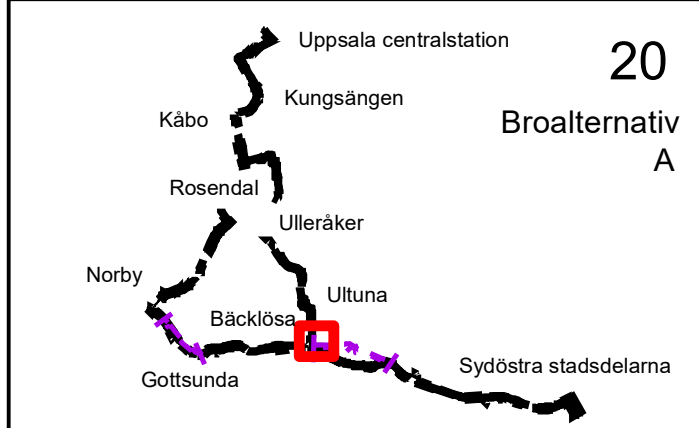 Uppsala centralstation
20
Kungsängen
Kåbo
Broalternativ
A
Rosendal
Ulleråker
Norby
Ultuna
Bäcklösa
Sydöstra stadsdelarna
Gottsunda